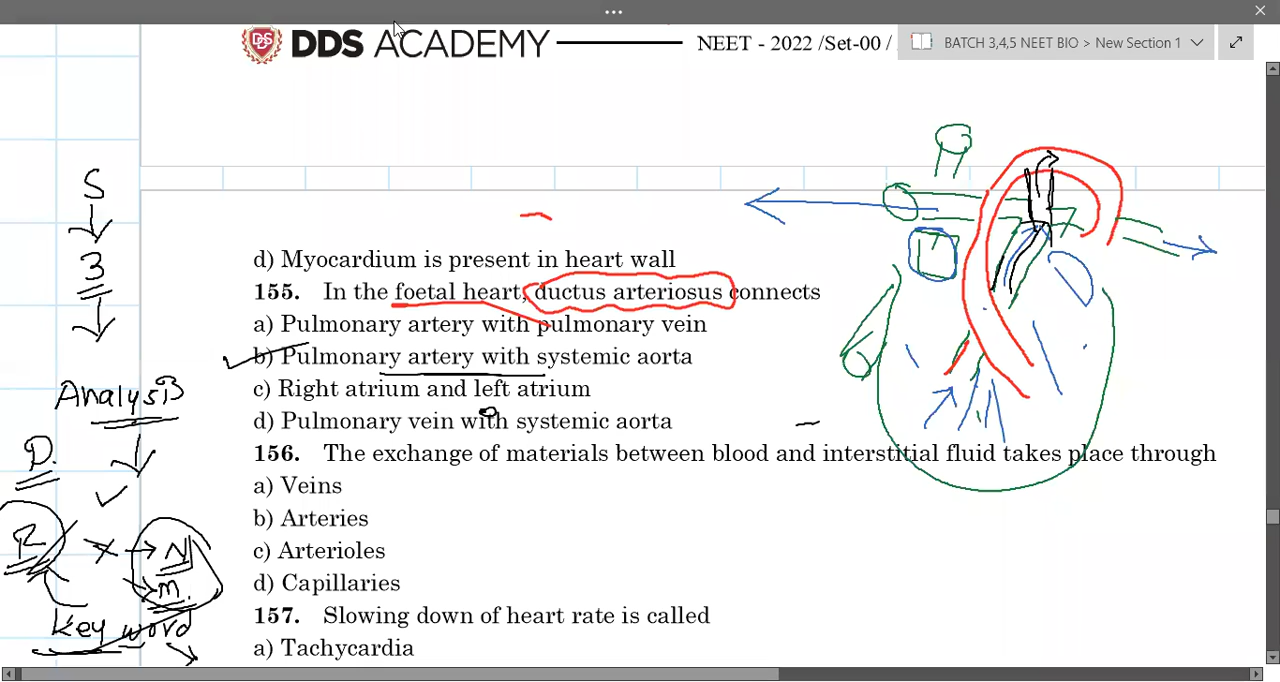 DDS ACADEMY
NEET - 2022 /Set-00 /
BATCH 3,4,5 NEET BIO > New Section 1
d) Myocardium is present in heart wall
155. In the foetal heart, ductus arteriosus connects
a) Pulmonary artery with pulmonary vein
b) Pulmonary artery with systemic aorta
c) Right atrium and left atrium
d) Pulmonary vein with systemic aorta
156. The exchange of materials between blood and interstitial fluid takes place through
a) Veins
b) Arteries
c) Arterioles
d) Capillaries
157. Slowing down of heart rate is called
a) Tachycardia
S
3
Analysis
D.
N
m.
Key word